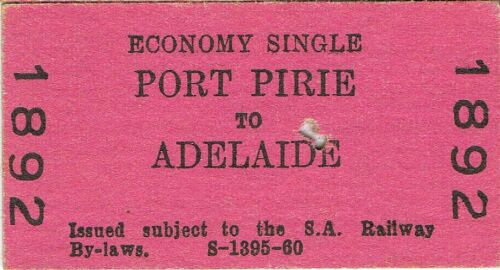 ECONOMY SINGLE
PORT PIRIE
TO
ADELAIDE
1892
1892
Issued subject to the S.A. Railway
By-laws. S-1395-60